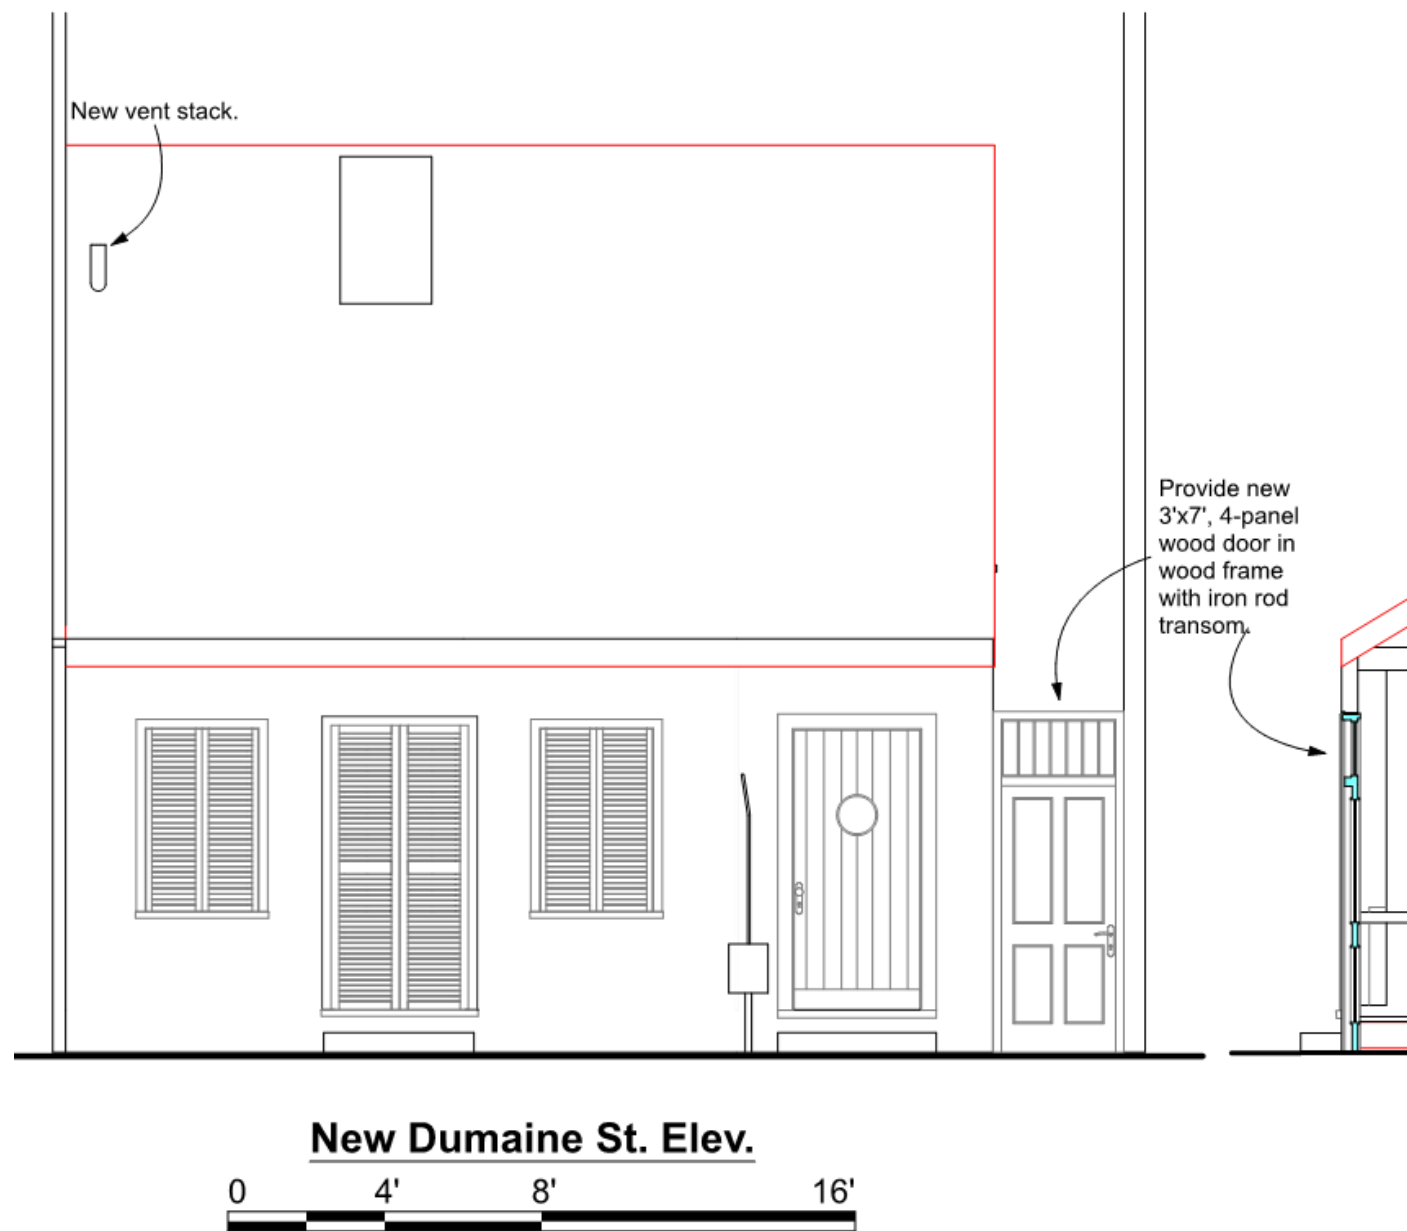 New vent stack.
Provide new
3'x7', 4-panel
wood door in
wood frame
with iron rod
transom.
New Dumaine St. Elev.
0 4' 8' 16'